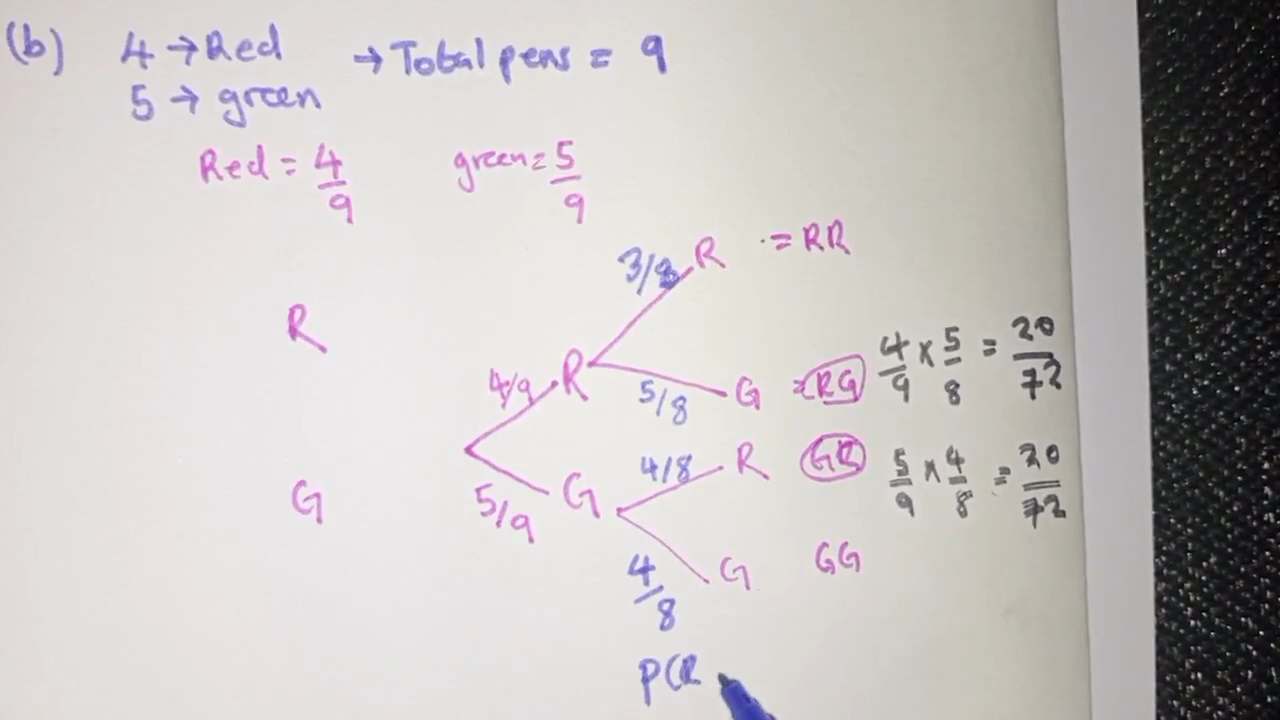 (b) 4 → Red → Total pens = 9
5 → green
Red = 4/9 green = 5/9
3/8 R = RR
R
4/9 R 5/8 G = RG 4/9 x 5/8 = 20/72
4/8 R GR 5/9 x 4/8 = 20/72
G 5/9 G
4/8 G GG
P(R